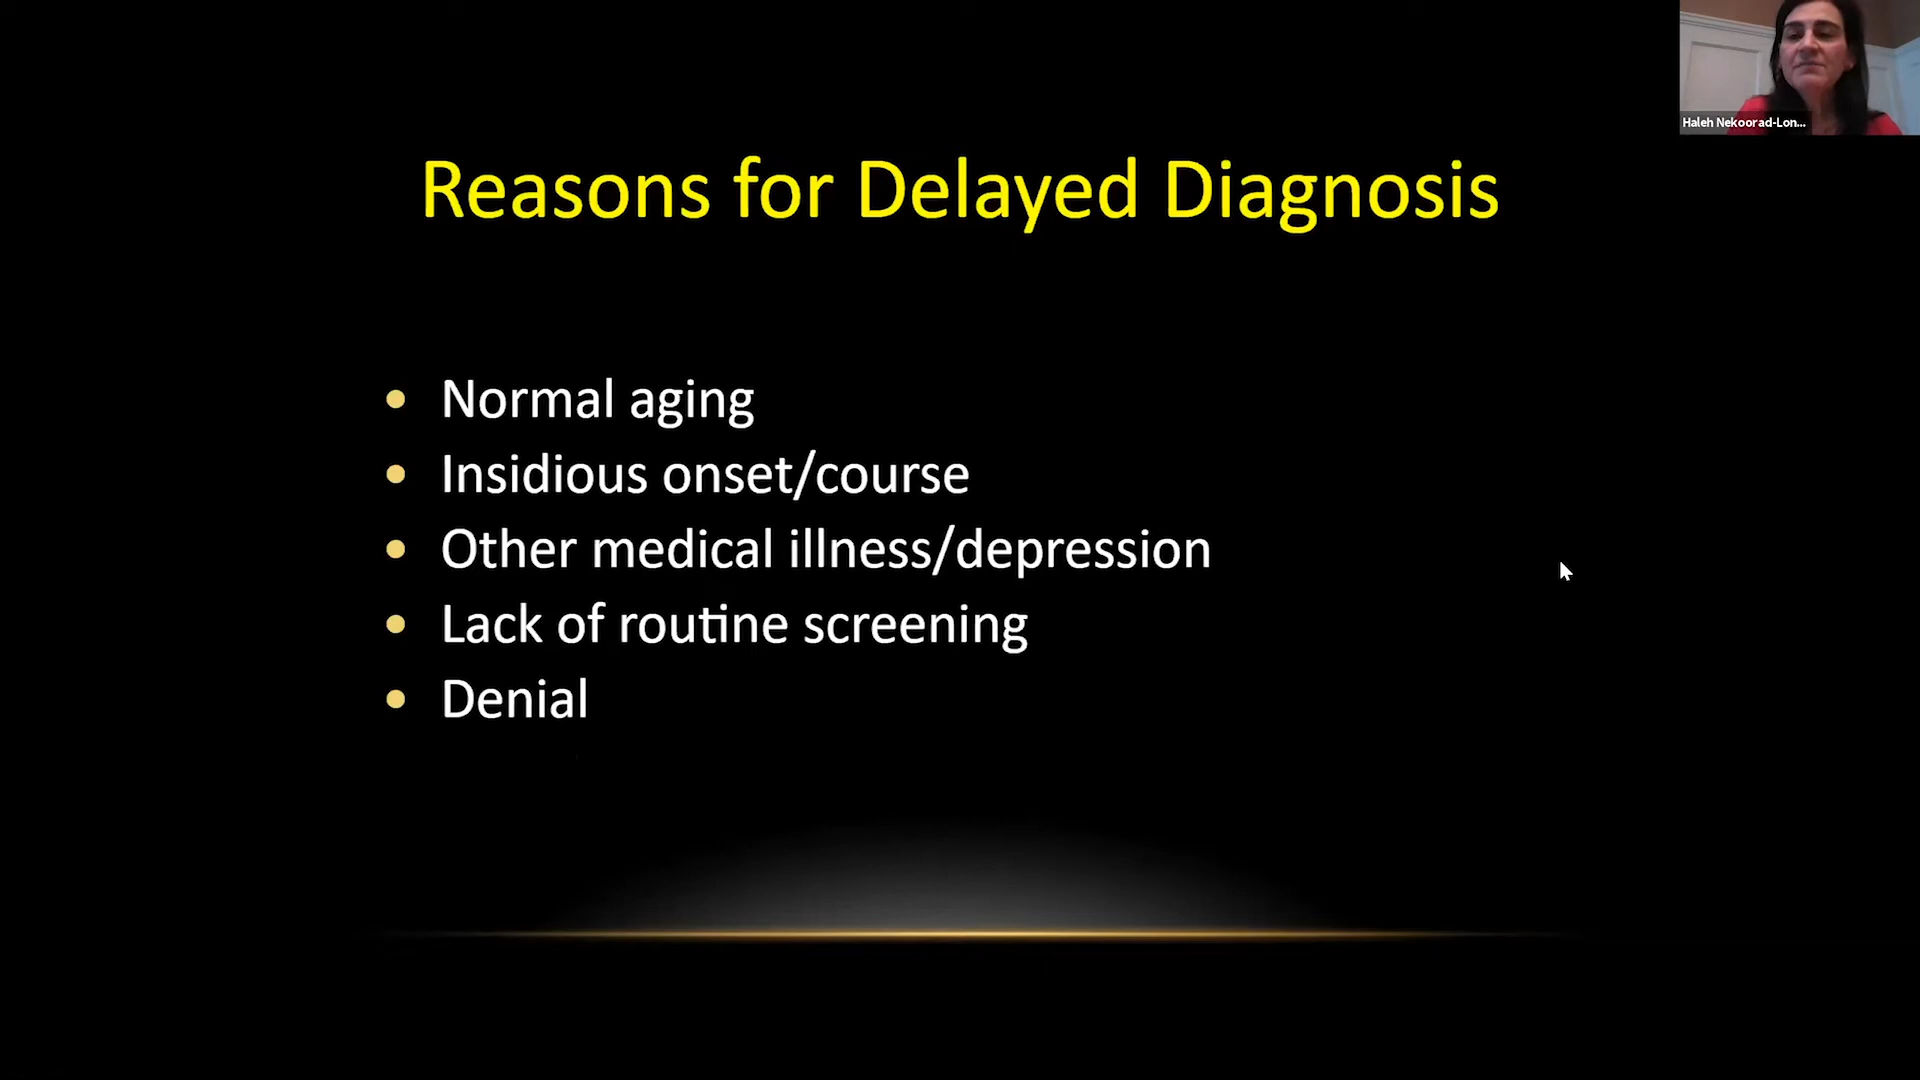 Haleh Nekoorad-Lon...
Reasons for Delayed Diagnosis
• Normal aging
• Insidious onset/course
• Other medical illness/depression
• Lack of routine screening
• Denial